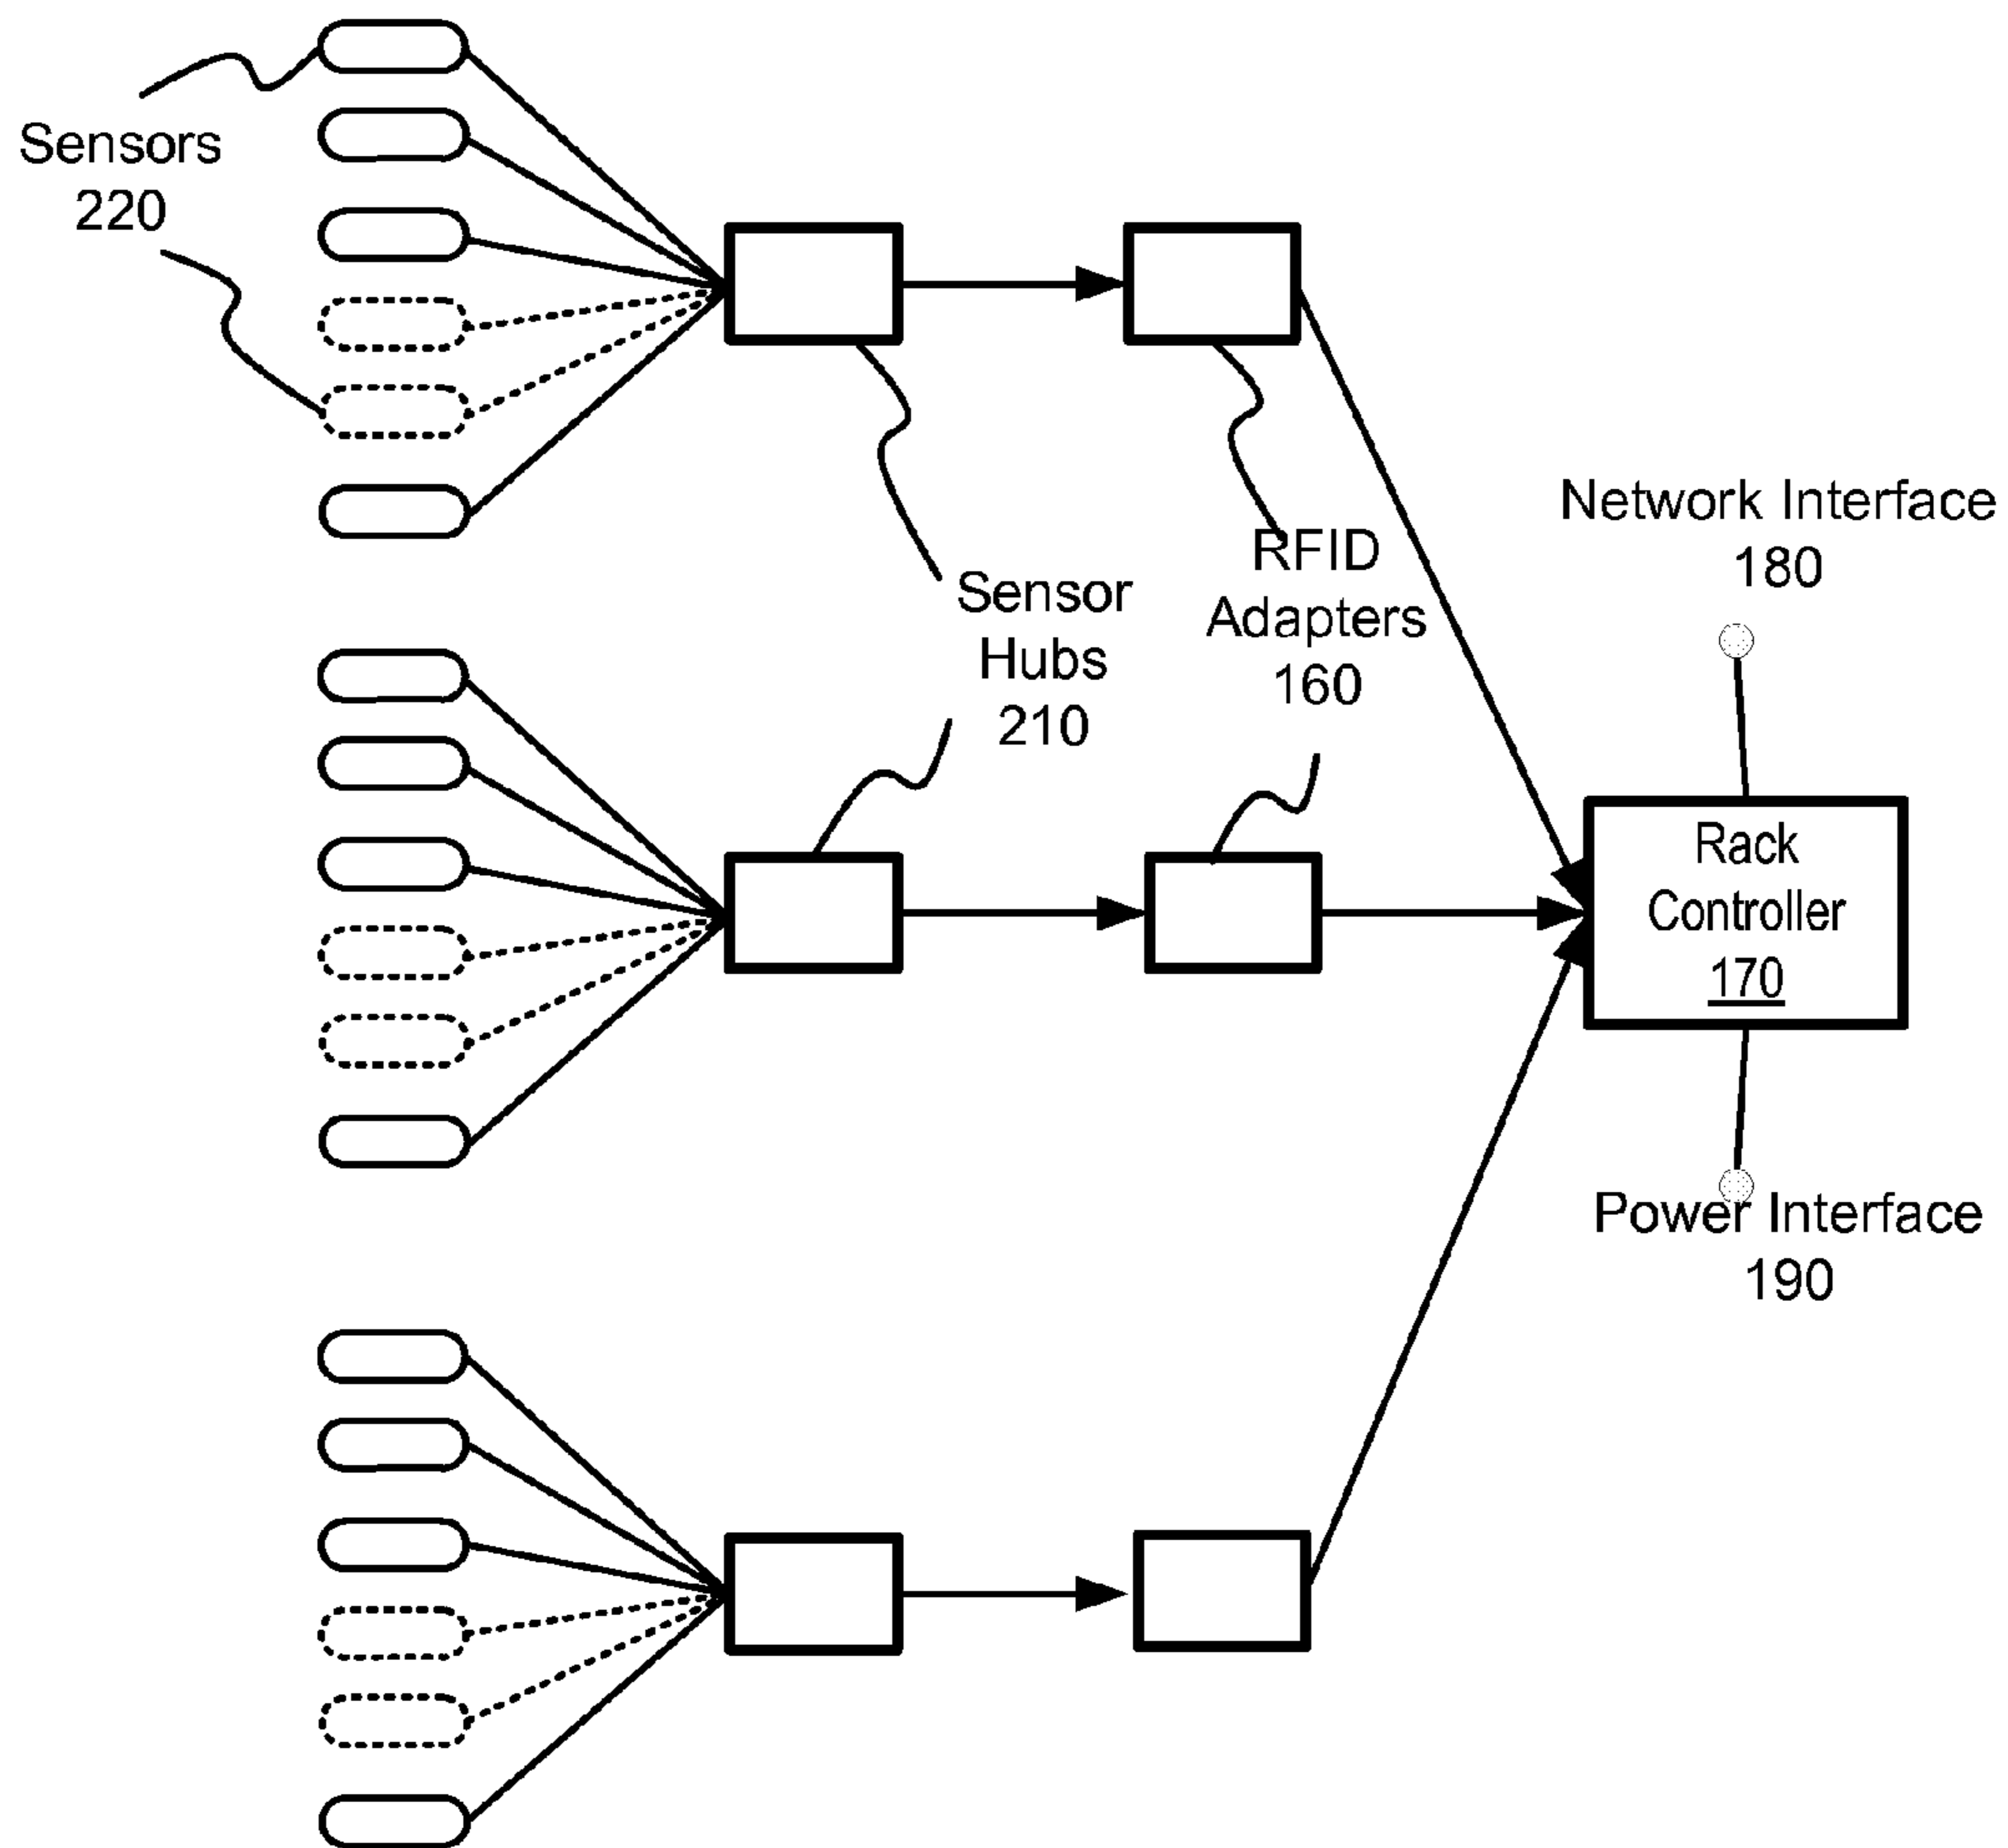 Sensors
220
Sensor
Hubs
210
RFID
Adapters
160
Network Interface
180
Rack
Controller
170
Power Interface
190